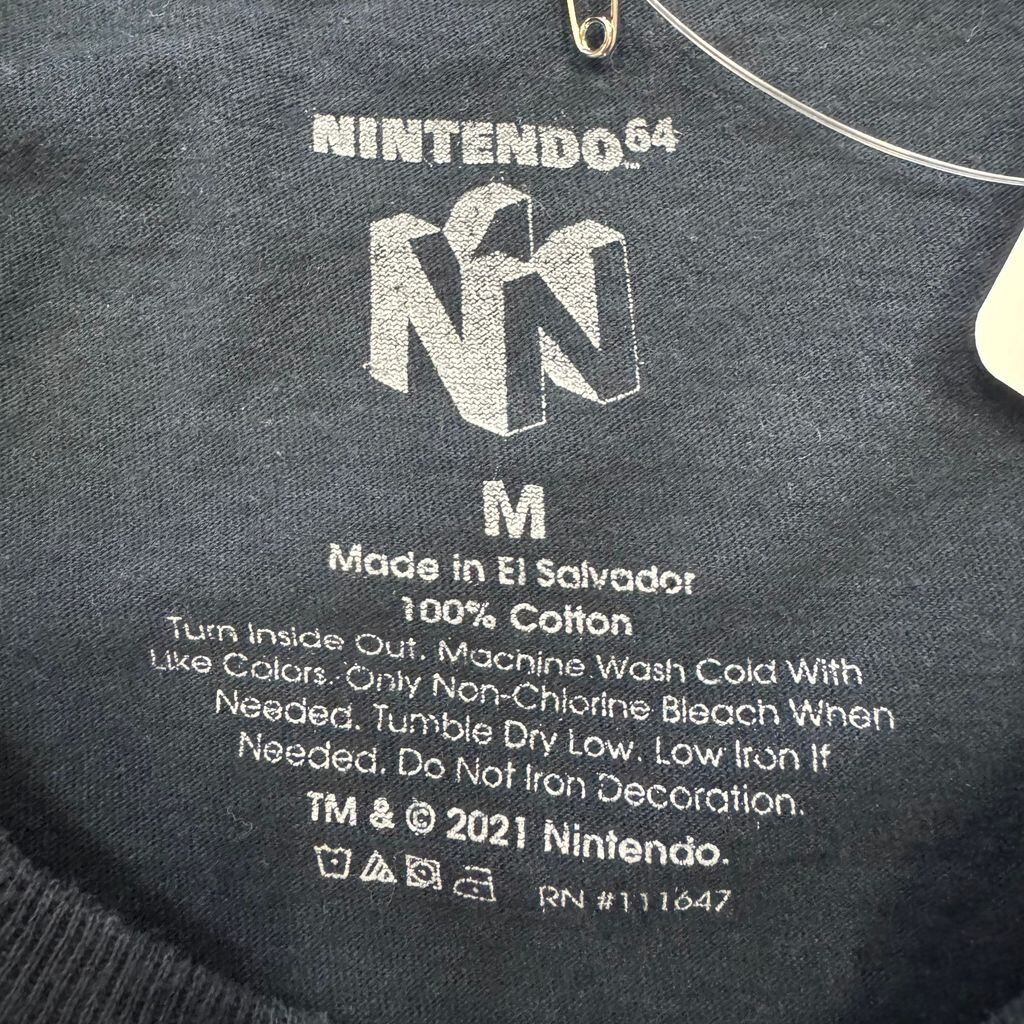 NINTENDO64™
M
Made in El Salvador
100% Cotton
Turn Inside Out. Machine Wash Cold With
Like Colors. Only Non-Chlorine Bleach When
Needed. Tumble Dry Low. Low Iron If
Needed. Do Not Iron Decoration.
TM & © 2021 Nintendo.
RN #111647